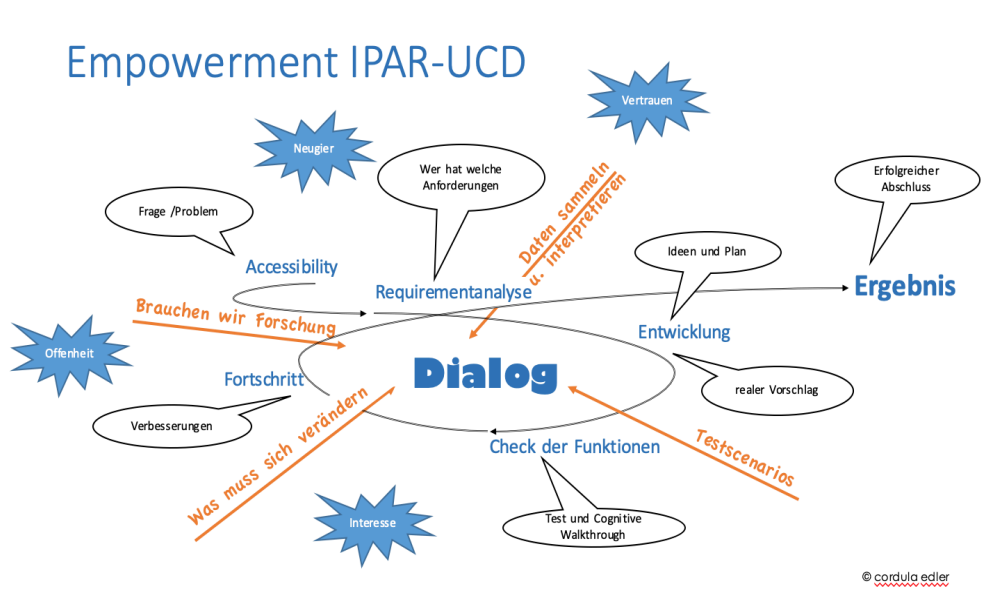 Empowerment IPAR-UCD
Vertrauen
Neugier
Wer hat welche
Anforderungen
Erfolgreicher
Abschluss
Frage /Problem
Daten sammeln
u. interpretieren
Ideen und Plan
Accessibility
Requirementanalyse
Ergebnis
Brauchen wir Forschung
Entwicklung
Offenheit
Dialog
Fortschritt
realer Vorschlag
Verbesserungen
Was muss sich verändern
Check der Funktionen
Testscenarios
Interesse
Test und Cognitive
Walkthrough
© cordula edler